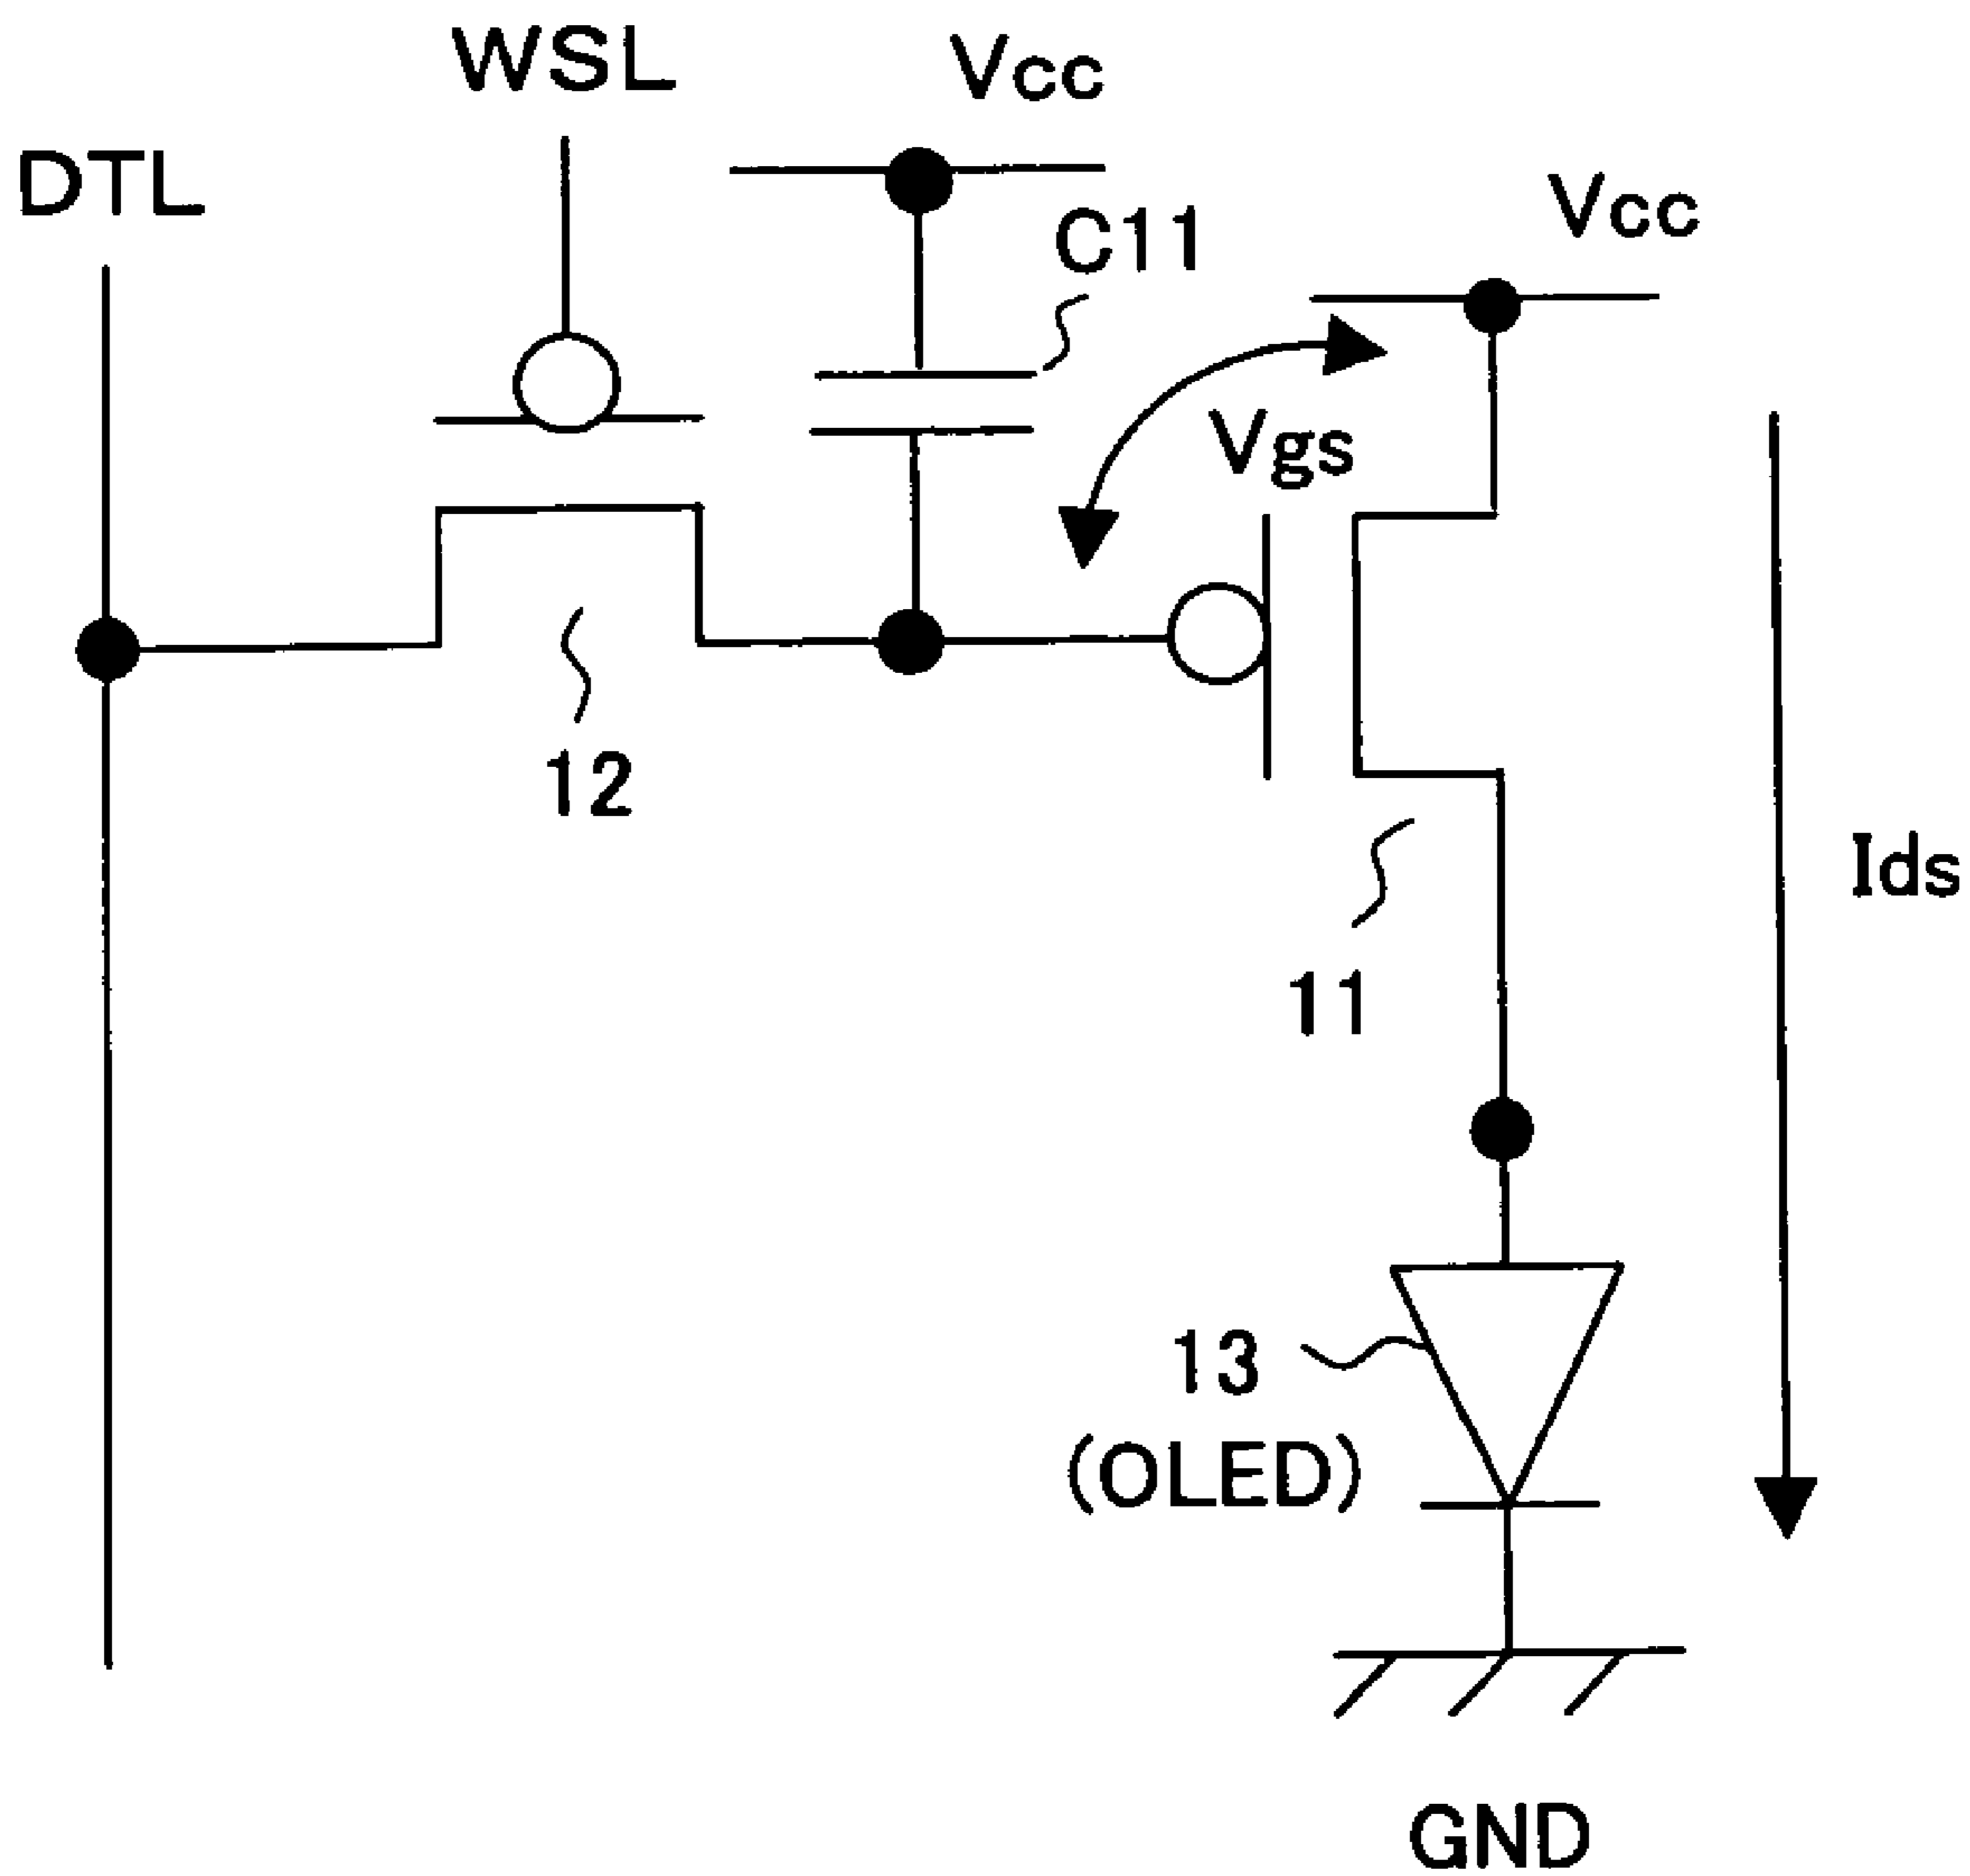 WSL
Vcc
DTL
C11
Vcc
Vgs
12
Ids
11
13
(OLED)
GND